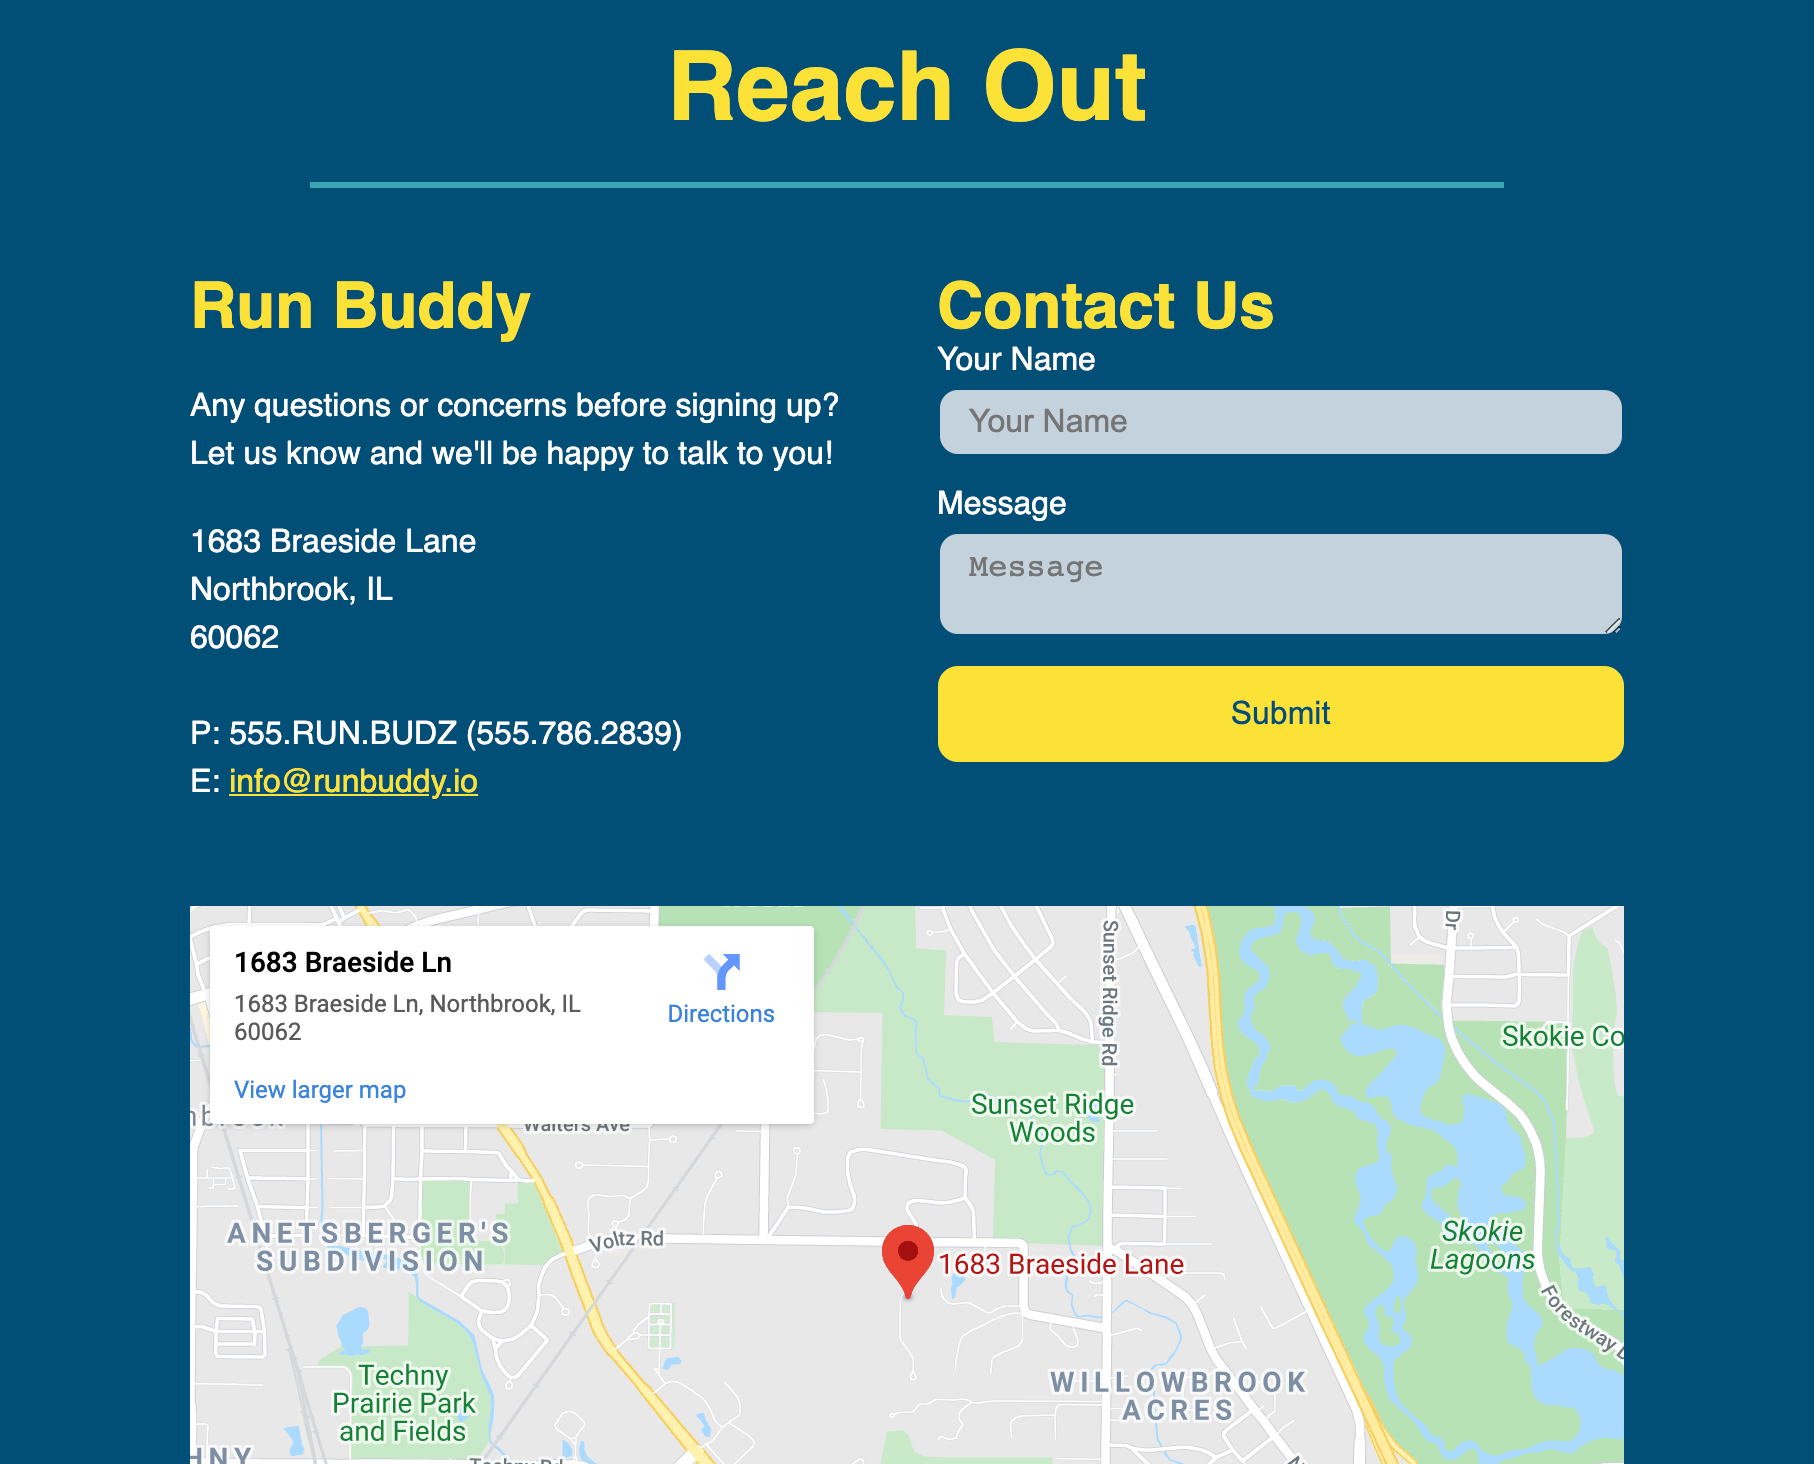 Reach Out
Run Buddy
Any questions or concerns before signing up?
Let us know and we'll be happy to talk to you!
1683 Braeside Lane
Northbrook, IL
60062
P: 555.RUN.BUDZ (555.786.2839)
E: info@runbuddy.io
Contact Us
Your Name
Your Name
Message
Message
Submit
1683 Braeside Ln
1683 Braeside Ln, Northbrook, IL
60062
Directions
View larger map
Sunset Ridge Rd
Dr
Skokie Co
Sunset Ridge
Woods
Walters Ave
ANETSBERGER'S
SUBDIVISION
Voltz Rd
1683 Braeside Lane
Skokie
Lagoons
Forestway D
Techny
Prairie Park
and Fields
WILLOWBROOK
ACRES
HNY
Techny Rd